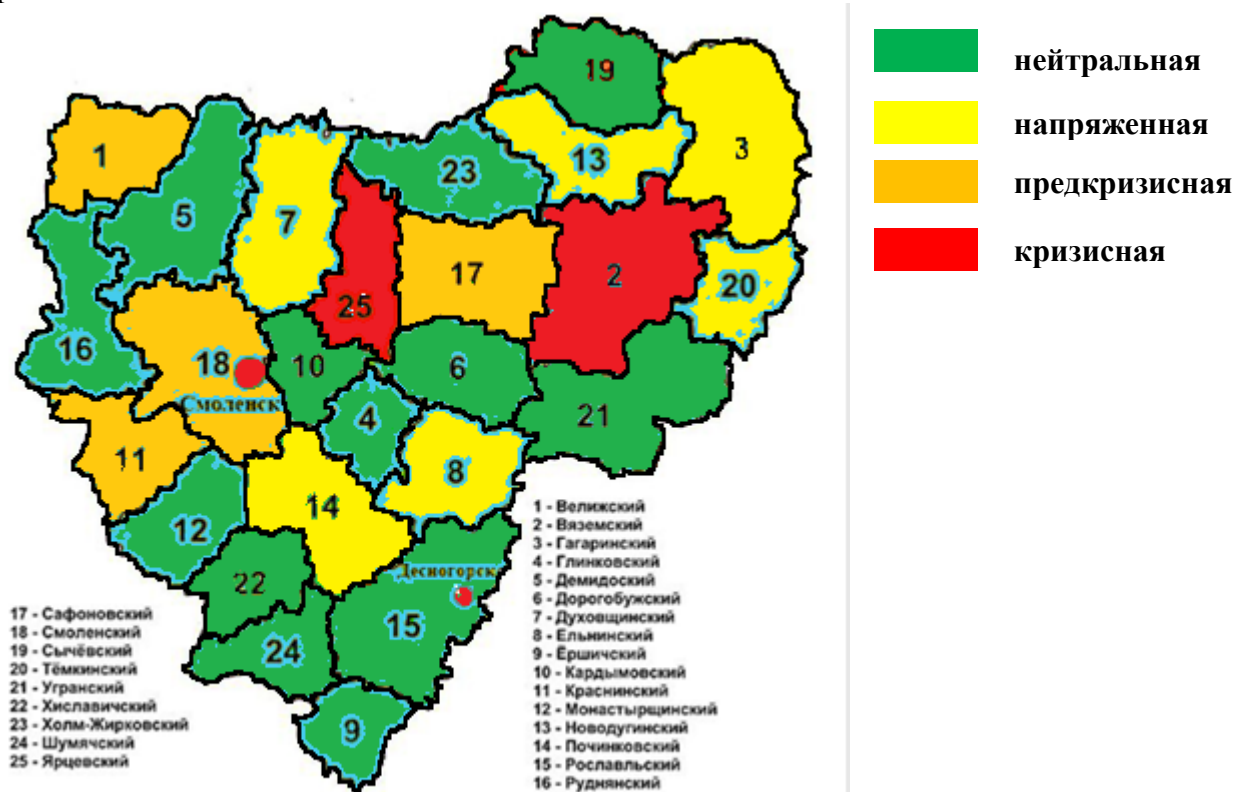 19
3
1
13
23
5
7
17
2
25
20
16
18
10
6
Смоленск
4
21
11
8
14
12
Десногорск
22
15
24
9
нейтральная
напряженная
предкризисная
кризисная
1 - Велижский
2 - Вяземский
3 - Гагаринский
4 - Глинковский
5 - Демидоский
6 - Дорогобужский
7 - Духовщинский
8 - Ельнинский
9 - Ёршичский
10 - Кардымовский
11 - Краснинский
12 - Монастырщинский
13 - Новодугинский
14 - Починковский
15 - Рославльский
16 - Руднянский
17 - Сафоновский
18 - Смоленский
19 - Сычёвский
20 - Тёмкинский
21 - Угранский
22 - Хиславичский
23 - Холм-Жирховский
24 - Шумячский
25 - Ярцевский